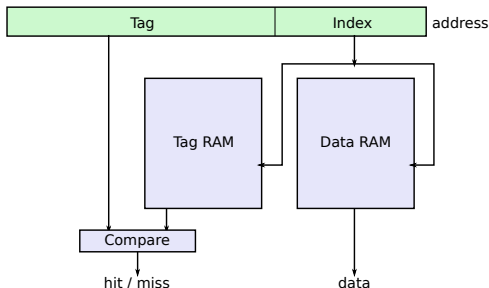 Tag Index address
Tag RAM Data RAM
Compare
hit / miss data